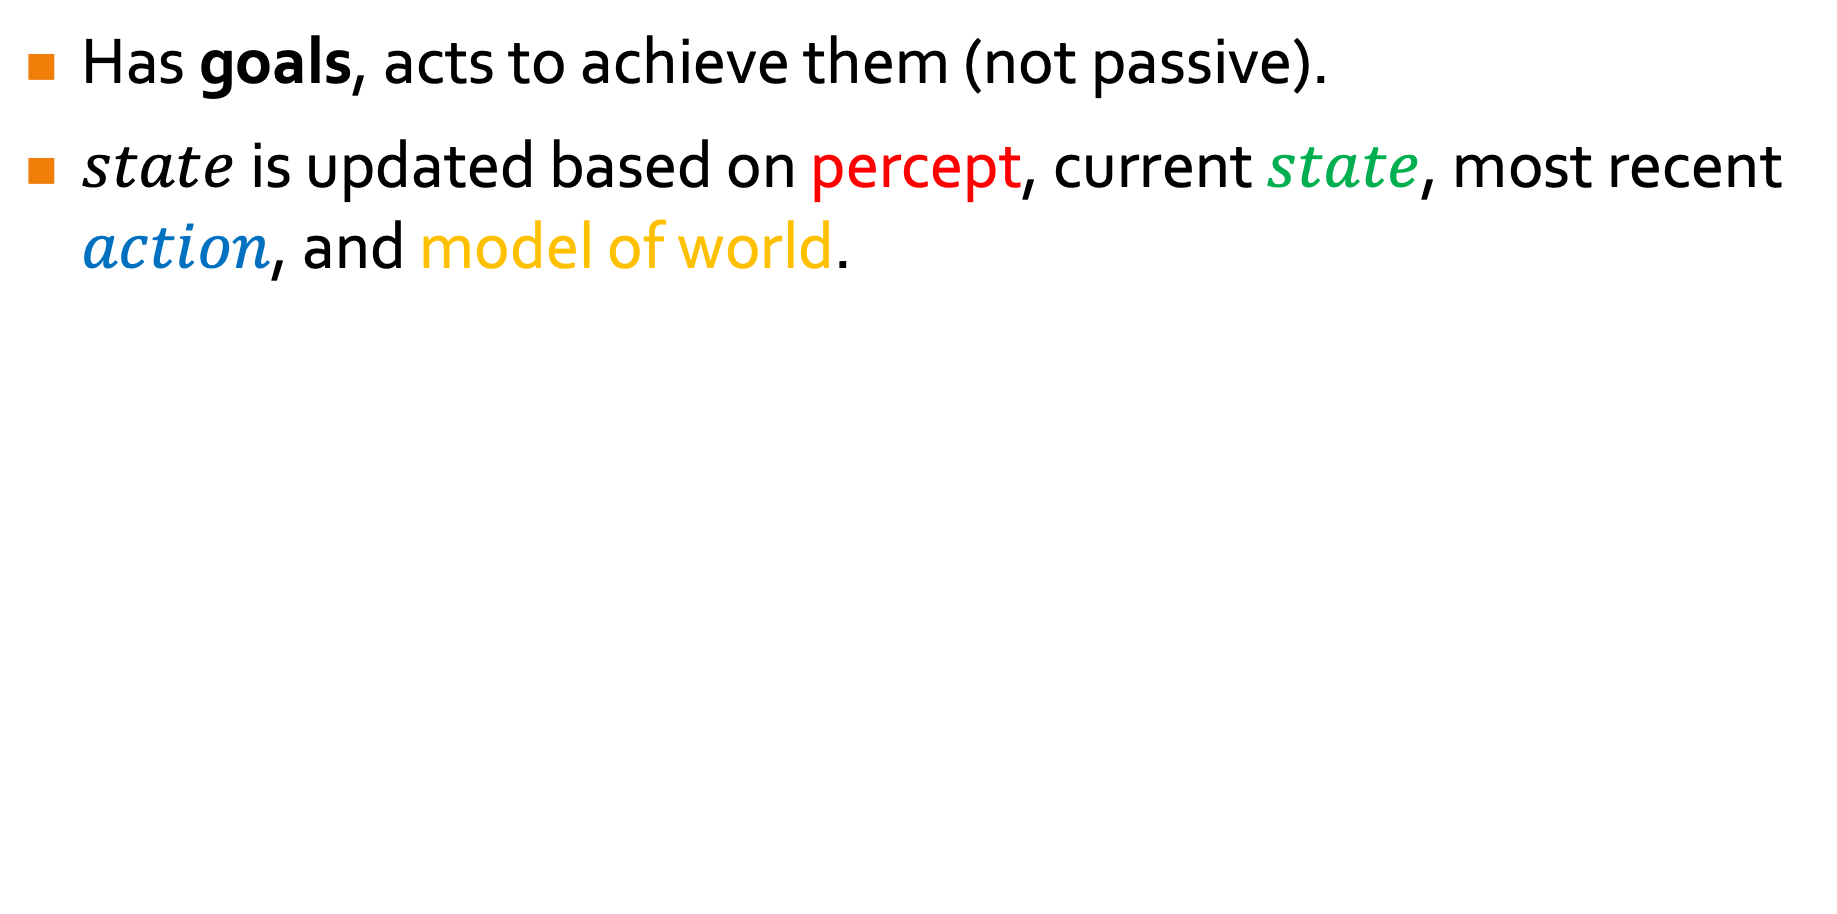 ■ Has goals, acts to achieve them (not passive).
■ state is updated based on percept, current state, most recent
action, and model of world.